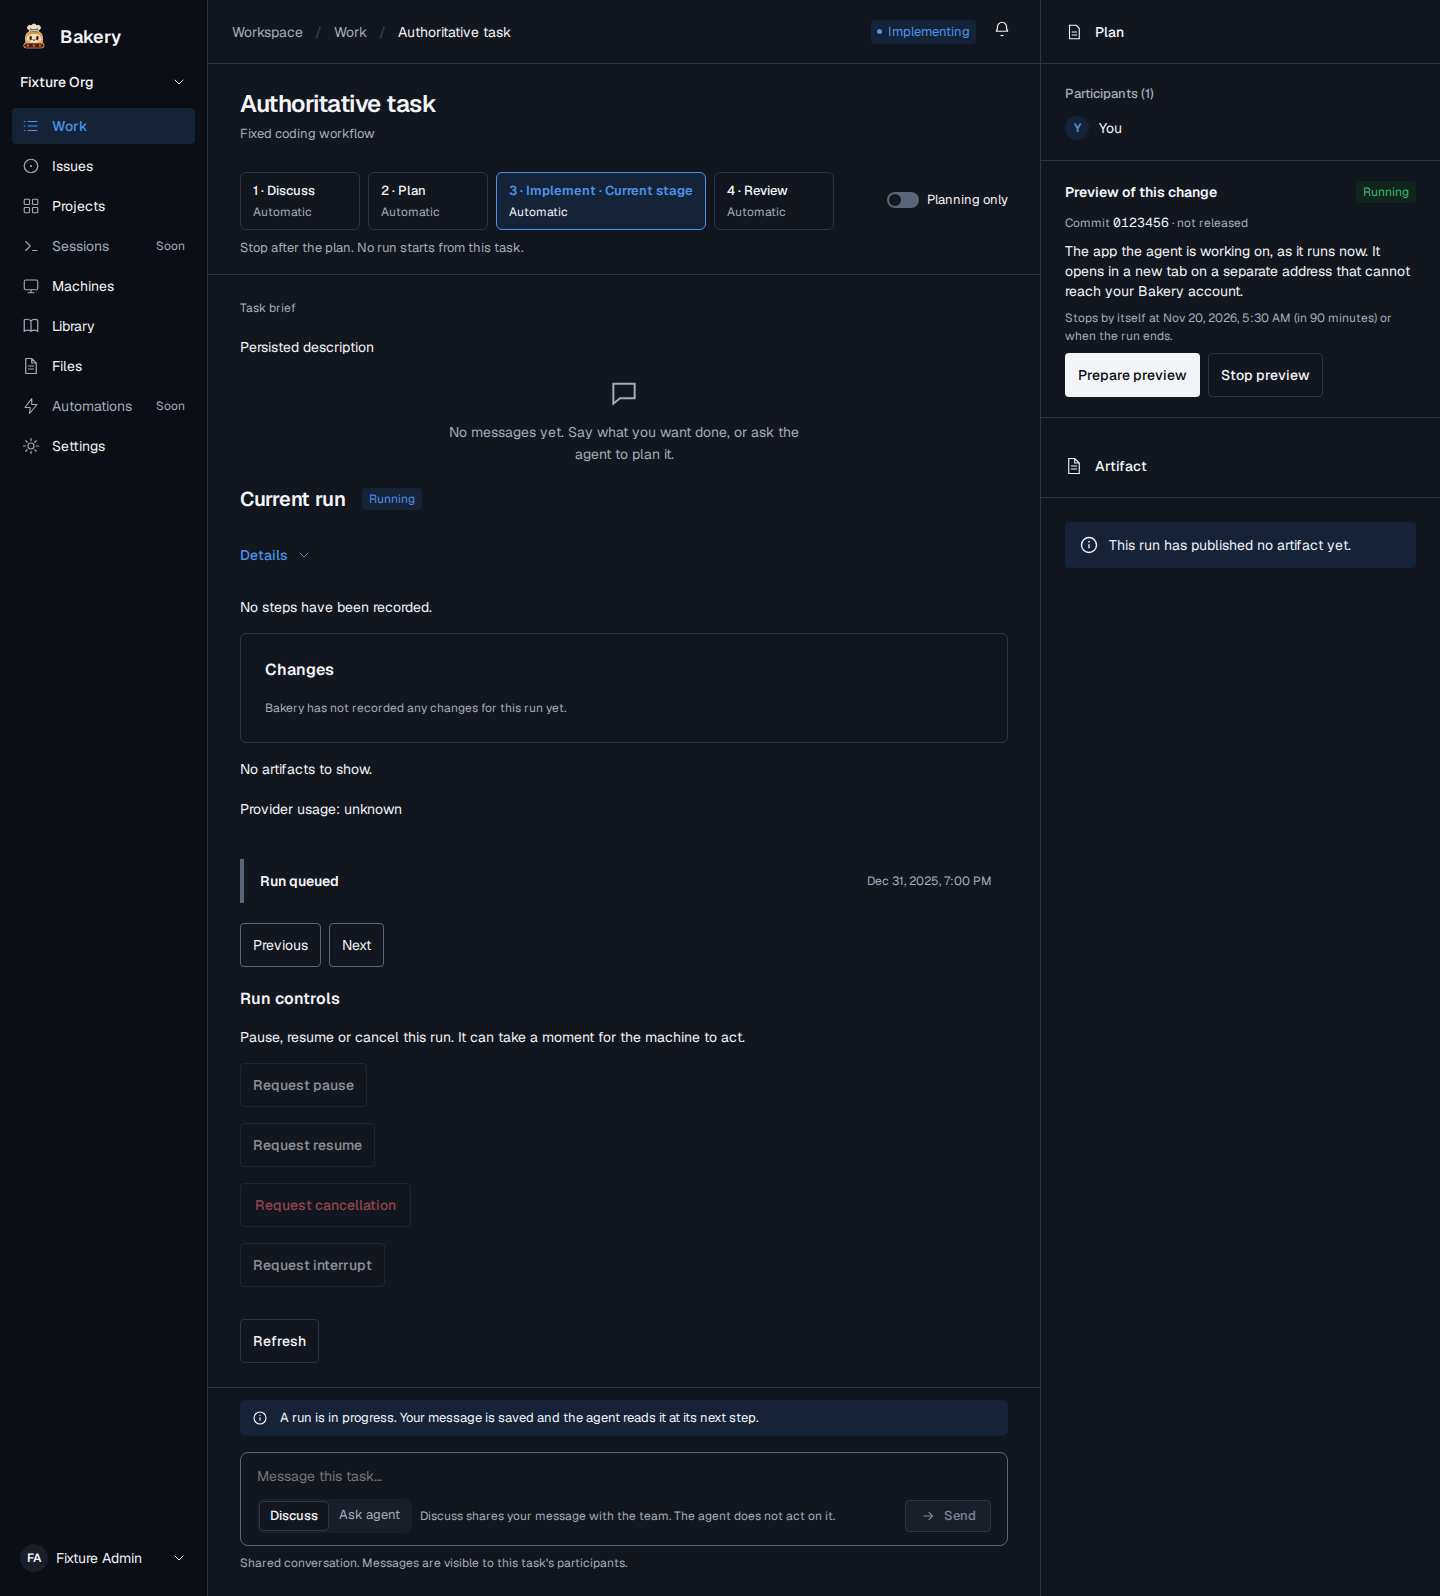 Bakery
Fixture Org
Work
Issues
Projects
Sessions Soon
Machines
Library
Files
Automations Soon
Settings
FA Fixture Admin
Workspace / Work / Authoritative task
Implementing
Authoritative task
Fixed coding workflow
1 · Discuss
Automatic
2 · Plan
Automatic
3 · Implement · Current stage
Automatic
4 · Review
Automatic
Planning only
Stop after the plan. No run starts from this task.
Task brief
Persisted description
No messages yet. Say what you want done, or ask the
agent to plan it.
Current run Running
Details
No steps have been recorded.
Changes
Bakery has not recorded any changes for this run yet.
No artifacts to show.
Provider usage: unknown
Run queued Dec 31, 2025, 7:00 PM
Previous Next
Run controls
Pause, resume or cancel this run. It can take a moment for the machine to act.
Request pause
Request resume
Request cancellation
Request interrupt
Refresh
A run is in progress. Your message is saved and the agent reads it at its next step.
Message this task…
Discuss Ask agent Discuss shares your message with the team. The agent does not act on it. Send
Shared conversation. Messages are visible to this task's participants.
Plan
Participants (1)
Y You
Preview of this change Running
Commit 0123456 · not released
The app the agent is working on, as it runs now. It
opens in a new tab on a separate address that cannot
reach your Bakery account.
Stops by itself at Nov 20, 2026, 5:30 AM (in 90 minutes) or
when the run ends.
Prepare preview Stop preview
Artifact
This run has published no artifact yet.